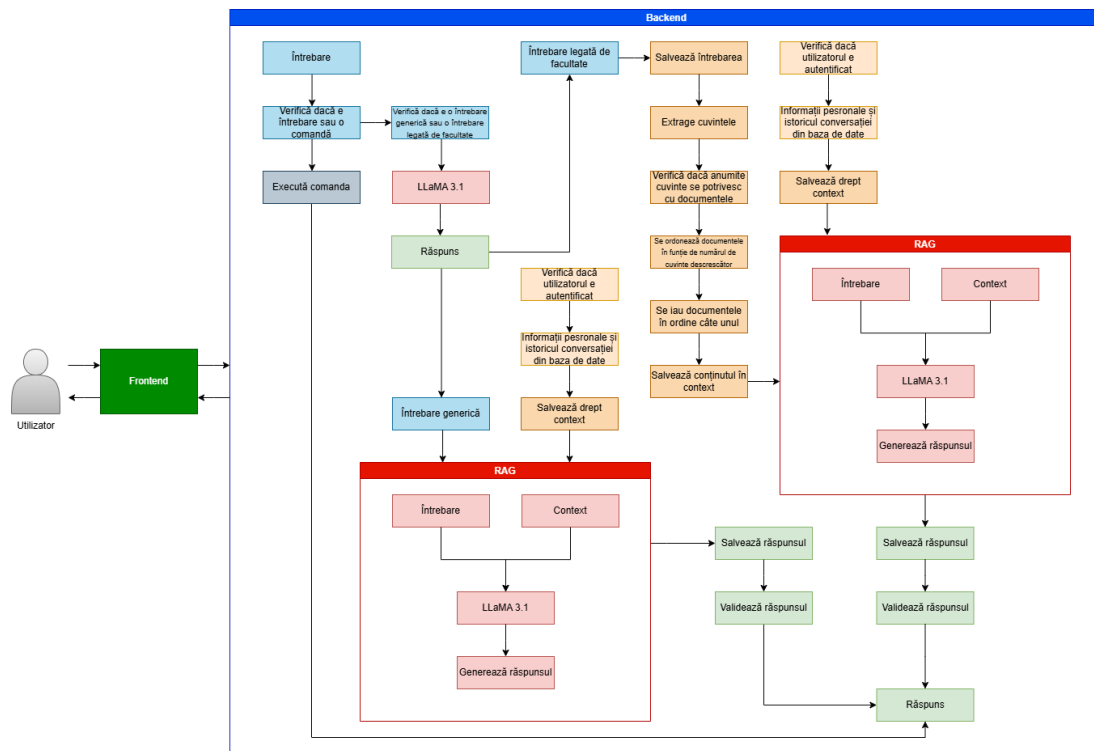 Backend
Întrebare
Verifică dacă e
întrebare sau o
comandă
Execută comanda
Verifică dacă e o întrebare
generică sau o întrebare
legată de facultate
LLaMA 3.1
Răspuns
Întrebare generică
Întrebare legată de
facultate
Verifică dacă
utilizatorul e
autentificat
Informații pesronale și
istoricul conversației
din baza de date
Salvează drept
context
Salvează întrebarea
Extrage cuvintele
Verifică dacă anumite
cuvinte se potrivesc
cu documentele
Se ordonează documentele
în funcție de numărul de
cuvinte descrescător
Se iau documentele
în ordine câte unul
Salvează conținutul în
context
Verifică dacă
utilizatorul e
autentificat
Informații pesronale și
istoricul conversației
din baza de date
Salvează drept
context
RAG
Întrebare
Context
LLaMA 3.1
Generează răspunsul
Frontend
Utilizator
RAG
Întrebare
Context
LLaMA 3.1
Generează răspunsul
Salvează răspunsul
Validează răspunsul
Salvează răspunsul
Validează răspunsul
Răspuns